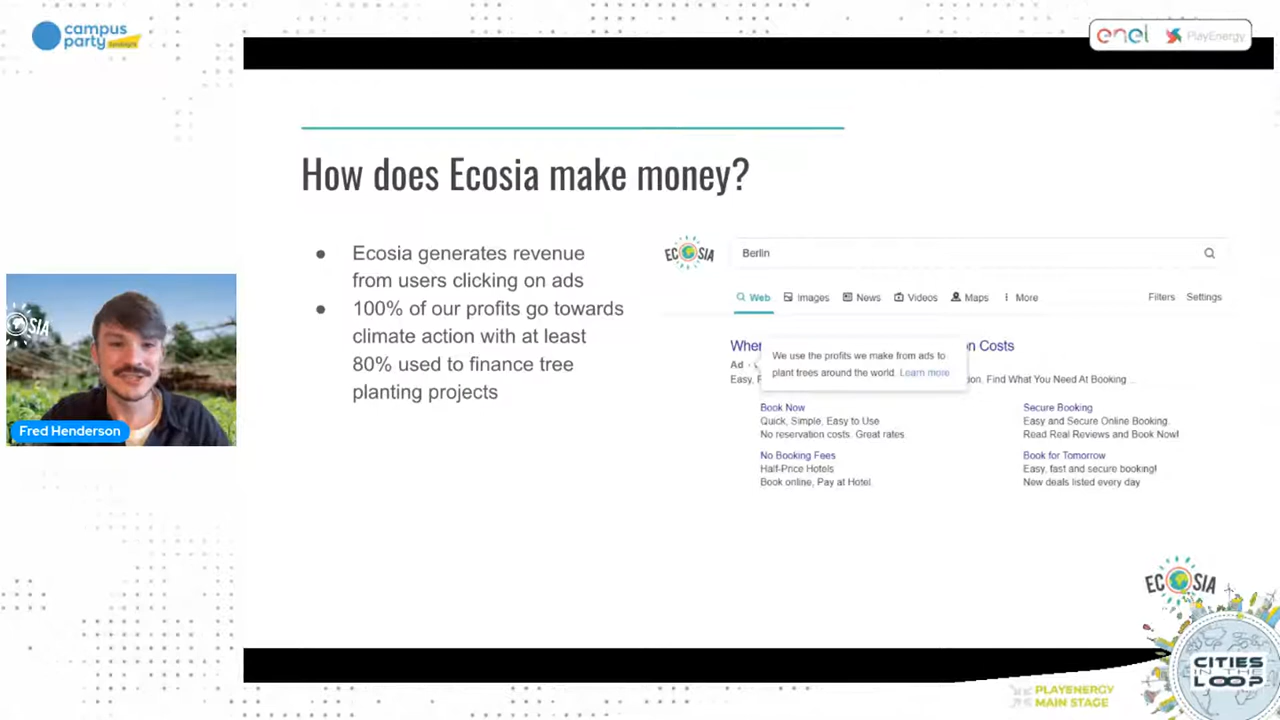 campus
party
enel PlayEnergy
How does Ecosia make money?
● Ecosia generates revenue
from users clicking on ads
● 100% of our profits go towards
climate action with at least
80% used to finance tree
planting projects
ECOSIA
Berlin
Web Images News Videos Maps More Filters Settings
n Costs
Ad ·
We use the profits we make from ads to
plant trees around the world. Learn more
Easy, on. Find What You Need At Booking
Book Now
Quick, Simple, Easy to Use
No reservation costs. Great rates
No Booking Fees
Half-Price Hotels
Book online, Pay at Hotel
Secure Booking
Easy and Secure Online Booking.
Read Real Reviews and Book Now!
Book for Tomorrow
Easy, fast and secure booking!
New deals listed every day
SIA
Fred Henderson
ECOSIA
CITIES
IN THE
LOOP
PLAYENERGY
MAIN STAGE